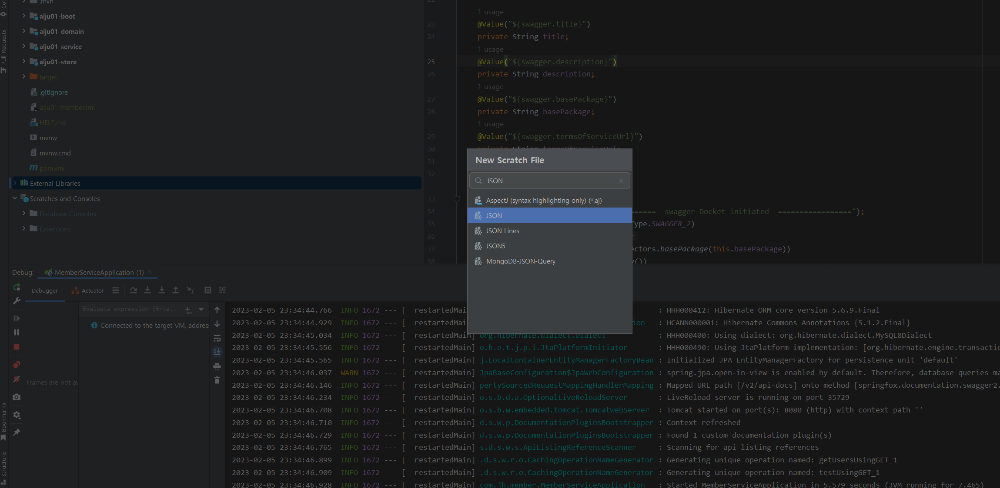 Pull Requests
.mvn
alju01-boot
alju01-domain
alju01-service
alju01-store
target
.gitignore
alju01-member.iml
HELP.md
mvnw
mvnw.cmd
pom.xml
External Libraries
Scratches and Consoles
Database Consoles
Extensions
22
1 usage
23 @Value("${swagger.title}")
24 private String title;
1 usage
25 @Value("${swagger.description}")
26 private String description;
1 usage
27 @Value("${swagger.basePackage}")
28 private String basePackage;
1 usage
29 @Value("${swagger.termsOfServiceUrl}")
30 private String termsOfServiceUrl;
31
32
33
34 ====== swagger Docket initiated =================");
35 ype.SWAGGER_2)
36
37 ectors.basePackage(this.basePackage))
38 y())
New Scratch File
JSON
AspectJ (syntax highlighting only) (*.aj)
JSON
JSON Lines
JSON5
MongoDB-JSON-Query
Debug: MemberServiceApplication (1)
Debugger Actuator
Evaluate expression (Ente..
Connected to the target VM, addres
Frames are not av
Bookmarks
Structure
2023-02-05 23:34:44.766 INFO 1672 --- [ restartedMai : HHH000412: Hibernate ORM core version 5.6.9.Final
2023-02-05 23:34:44.929 INFO 1672 --- [ restartedMai ion : HCANN000001: Hibernate Commons Annotations {5.1.2.Final}
2023-02-05 23:34:45.034 INFO 1672 --- [ restartedMain] org.hibernate.dialect.Dialect : HHH000400: Using dialect: org.hibernate.dialect.MySQL8Dialect
2023-02-05 23:34:45.556 INFO 1672 --- [ restartedMain] o.h.e.t.j.p.i.JtaPlatformInitiator : HHH000490: Using JtaPlatform implementation: [org.hibernate.engine.transactio
2023-02-05 23:34:45.565 INFO 1672 --- [ restartedMain] j.LocalContainerEntityManagerFactoryBean : Initialized JPA EntityManagerFactory for persistence unit 'default'
2023-02-05 23:34:46.037 WARN 1672 --- [ restartedMain] JpaBaseConfiguration$JpaWebConfiguration : spring.jpa.open-in-view is enabled by default. Therefore, database queries ma
2023-02-05 23:34:46.146 INFO 1672 --- [ restartedMain] pertySourcedRequestMappingHandlerMapping : Mapped URL path [/v2/api-docs] onto method [springfox.documentation.swagger2.
2023-02-05 23:34:46.234 INFO 1672 --- [ restartedMain] o.s.b.d.a.OptionalLiveReloadServer : LiveReload server is running on port 35729
2023-02-05 23:34:46.708 INFO 1672 --- [ restartedMain] o.s.b.w.embedded.tomcat.TomcatWebServer : Tomcat started on port(s): 8080 (http) with context path ''
2023-02-05 23:34:46.710 INFO 1672 --- [ restartedMain] d.s.w.p.DocumentationPluginsBootstrapper : Context refreshed
2023-02-05 23:34:46.729 INFO 1672 --- [ restartedMain] d.s.w.p.DocumentationPluginsBootstrapper : Found 1 custom documentation plugin(s)
2023-02-05 23:34:46.765 INFO 1672 --- [ restartedMain] s.d.s.w.s.ApiListingReferenceScanner : Scanning for api listing references
2023-02-05 23:34:46.899 INFO 1672 --- [ restartedMain] .d.s.w.r.o.CachingOperationNameGenerator : Generating unique operation named: getUsersUsingGET_1
2023-02-05 23:34:46.909 INFO 1672 --- [ restartedMain] .d.s.w.r.o.CachingOperationNameGenerator : Generating unique operation named: testUsingGET_1
2023-02-05 23:34:46.928 INFO 1672 --- [ restartedMain] com.jh.member.MemberServiceApplication : Started MemberServiceApplication in 5.579 seconds (JVM running for 7.465)